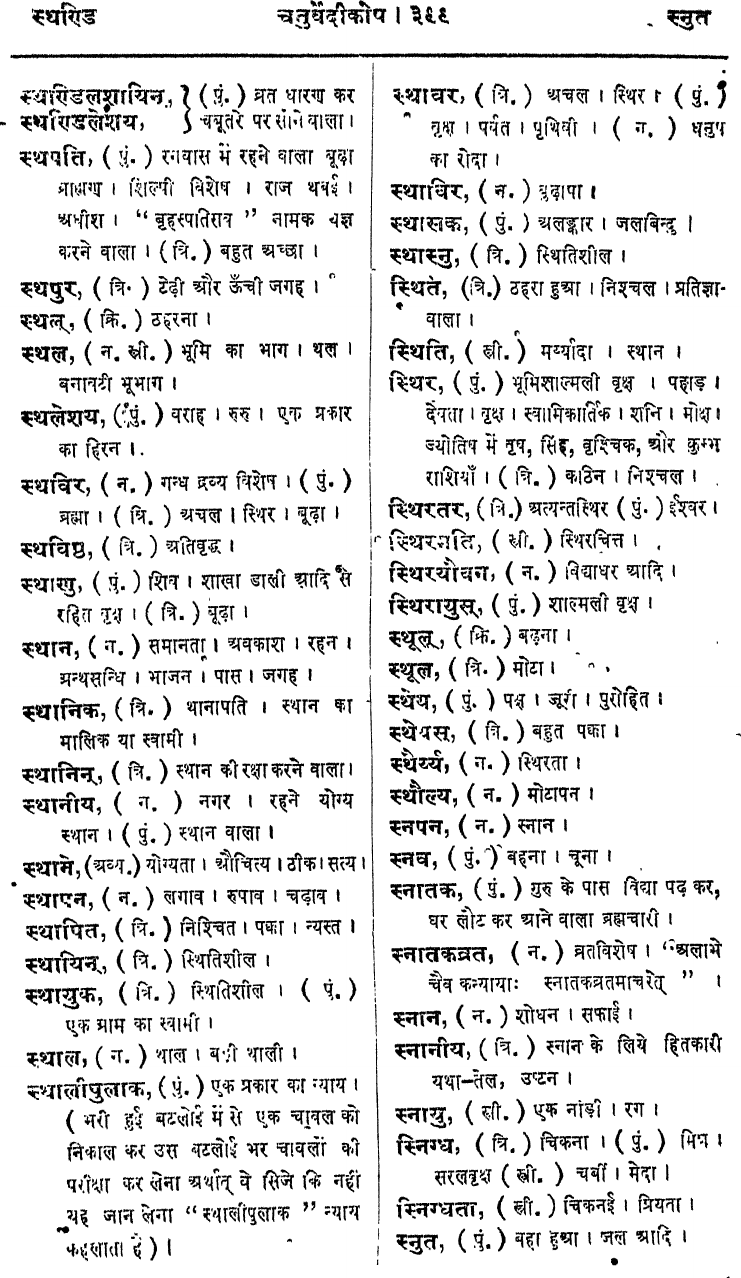 स्थण्डि चतुर्वेदीकोष । ३९९ स्नुत
स्थण्डिलशायिन्, } (पुं.) व्रत धारण कर
स्थण्डिलेशय, } चबूतरे पर सोने वाला ।
स्थपति, (पुं.) रनवास में रहने वाला बूढ़ा
ब्राह्मण । शिल्पी विशेष । राज थवई ।
अधीश । “बृहस्पतिराव” नामक यज्ञ
करने वाला । (त्रि.) बहुत अच्छा ।
स्थपुर, (त्रि.) टेढ़ी और ऊँची जगह ।
स्थल्, (क्रि.) ठहरना ।
स्थल, (न. स्त्री.) भूमि का भाग । थल ।
बनावटी भूभाग ।
स्थलेशय, (पुं.) वराह । रुरु । एक प्रकार
का हिरन ।
स्थविर, (न.) गन्ध द्रव्य विशेष । (पुं.)
ब्रह्मा । (त्रि.) अचल । स्थिर । बूढ़ा ।
स्थविष्ठ, (त्रि.) अतिवृद्ध ।
स्थाणु, (पुं.) शिव । शाखा डाली आदि से
रहित वृक्ष । (त्रि.) बूढ़ा ।
स्थान, (न.) समानता । अवकाश । रहन ।
ग्रन्थसन्धि । भाजन । पास । जगह ।
स्थानिक, (त्रि.) थानापति । स्थान का
मालिक या स्वामी ।
स्थानिन्, (त्रि.) स्थान की रक्षा करने वाला ।
स्थानीय, (न.) नगर । रहने योग्य
स्थान । (पुं.) स्थान वाला ।
स्थामे, (अव्य.) योग्यता । औचित्य । ठीक । सत्य ।
स्थापन, (न.) लगाव । रुपाव । चढ़ाव ।
स्थापित, (त्रि.) निश्चित । पक्का । न्यस्त ।
स्थायिन्, (त्रि.) स्थितिशील ।
स्थायुक, (त्रि.) स्थितिशील । (पुं.)
एक ग्राम का स्वामी ।
स्थाल, (न.) थाल । बड़ी थाली ।
स्थालीपुलाक, (पुं.) एक प्रकार का न्याय ।
(भरी हुई बटलोई में से एक चावल को
निकाल कर उस बटलोई भर चावलों की
परीक्षा कर लेना अर्थात् वे सिजे कि नहीं
यह जान लेना “स्थालीपुलाक” न्याय
कहलाता है) ।
स्थावर, (त्रि.) अचल । स्थिर । (पुं.)
वृक्ष । पर्वत । पृथिवी । (न.) धनुष
का रोदा ।
स्थाविर, (न.) बुढ़ापा ।
स्थासक, (पुं.) अलङ्कार । जलबिन्दु ।
स्थास्नु, (त्रि.) स्थितिशील ।
स्थित, (त्रि.) ठहरा हुआ । निश्चल । प्रतिज्ञा-
वाला ।
स्थिति, (स्त्री.) मर्य्यादा । स्थान ।
स्थिर, (पुं.) भूमिशाल्मली वृक्ष । पहाड़ ।
देवता । वृक्ष । स्वामिकार्तिक । शनि । मोक्ष ।
ज्योतिष में वृष, सिंह, वृश्चिक, और कुम्भ
राशियाँ । (त्रि.) कठिन । निश्चल ।
स्थिरतर, (त्रि.) अत्यन्तस्थिर (पुं.) ईश्वर ।
स्थिरमति, (स्त्री.) स्थिरचित्त ।
स्थिरयौवन, (न.) विद्याधर आदि ।
स्थिरायुस्, (पुं.) शाल्मली वृक्ष ।
स्थूल्, (क्रि.) बढ़ना ।
स्थूल, (त्रि.) मोटा ।
स्थेय, (पुं.) पञ्च । जूरी । पुरोहित ।
स्थेयस्, (त्रि.) बहुत पक्का ।
स्थैर्य्य, (न.) स्थिरता ।
स्थौल्य, (न.) मोटापन ।
स्नपन, (न.) स्नान ।
स्नव, (पुं.) बहना । चूना ।
स्नातक, (पुं.) गुरु के पास विद्या पढ़ कर,
घर लौट कर आने वाला ब्रह्मचारी ।
स्नातकव्रत, (न.) व्रतविशेष । “अलाभे
चैव कन्यायाः स्नातकव्रतमाचरेत्” ।
स्नान, (न.) शोधन । सफाई ।
स्नानीय, (त्रि.) स्नान के लिये हितकारी
यथा-तेल, उष्टन ।
स्नायु, (स्त्री.) एक नाड़ी । रग ।
स्निग्ध, (त्रि.) चिकना । (पुं.) मित्र ।
सरलवृक्ष (स्त्री.) चर्बी । मेदा ।
स्निग्धता, (स्त्री.) चिकनई । प्रियता ।
स्नुत, (पुं.) बहा हुआ । जल आदि ।